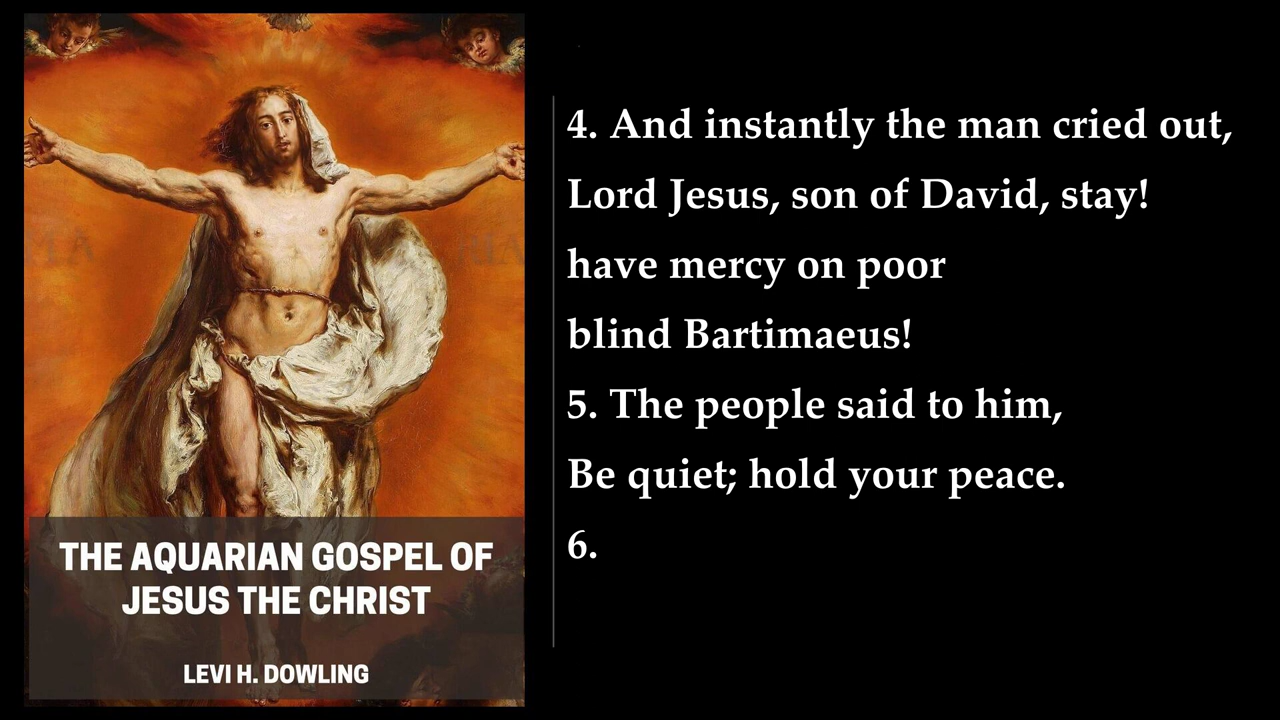 THE AQUARIAN GOSPEL OF
JESUS THE CHRIST
LEVI H. DOWLING
4. And instantly the man cried out,
Lord Jesus, son of David, stay!
have mercy on poor
blind Bartimaeus!
5. The people said to him,
Be quiet; hold your peace.
6.